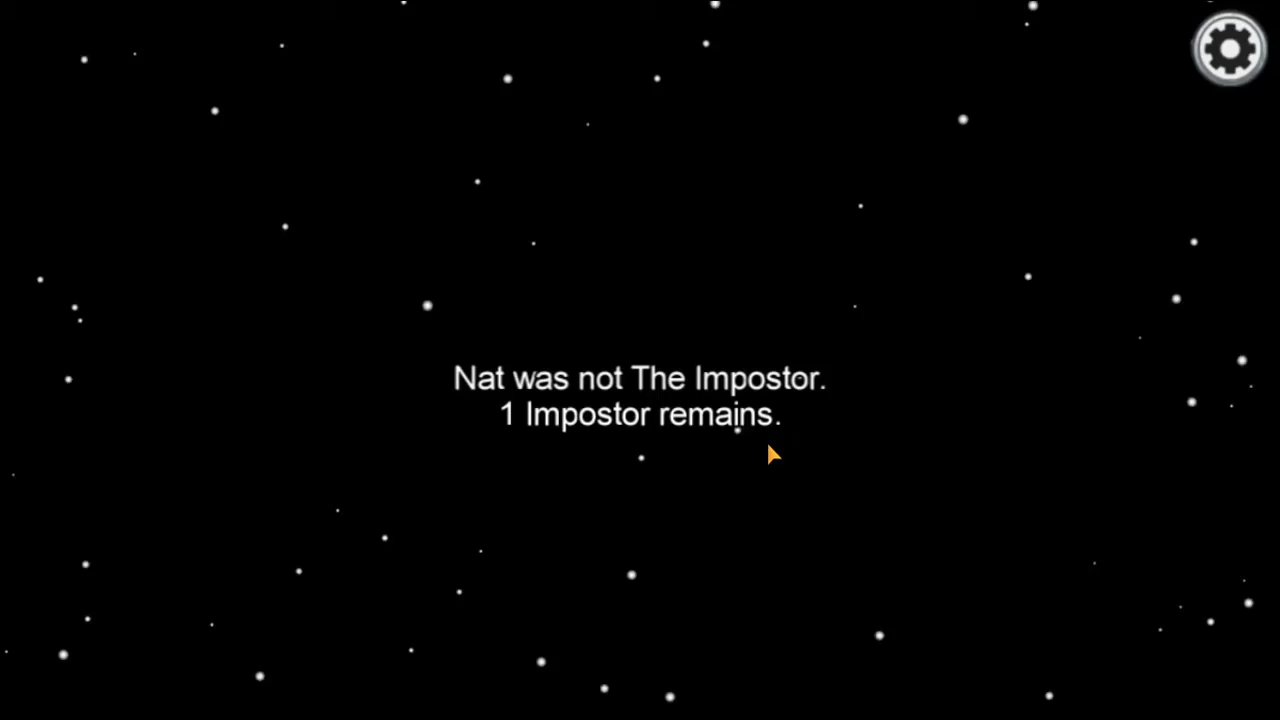 Nat was not The Impostor.
1 Impostor remains.